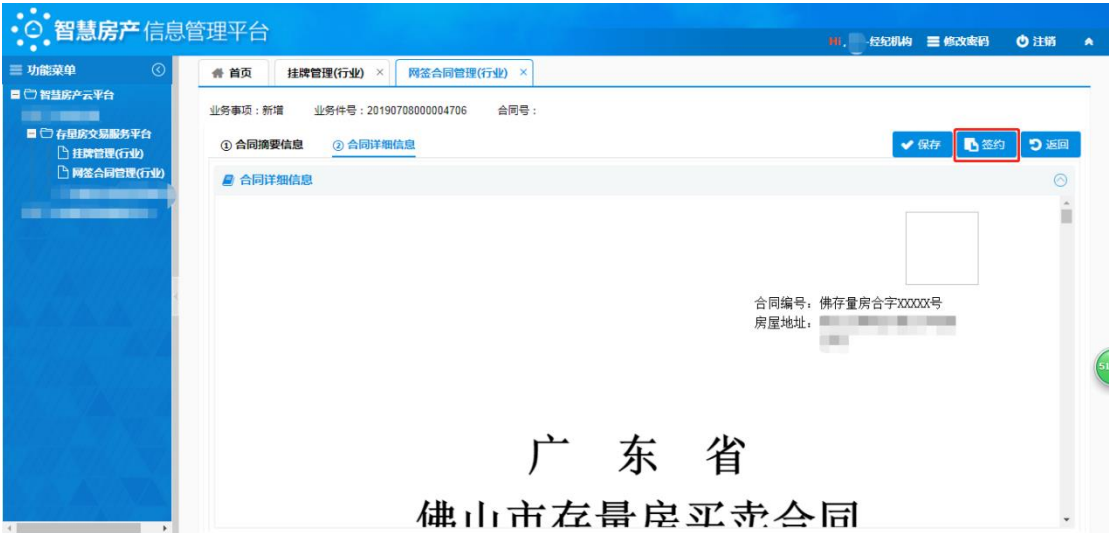 智慧房产 信息管理平台
Hi, -经纪机构 修改密码 注销
功能菜单
智慧房产云平台
存量房交易服务平台
挂牌管理(行业)
网签合同管理(行业)
首页 挂牌管理(行业) × 网签合同管理(行业) ×
业务事项：新增 业务件号：20190708000004706 合同号：
① 合同摘要信息 ② 合同详细信息 保存 签约 返回
合同详细信息
合同编号：佛存量房合字XXXXX号
房屋地址：
广 东 省
佛山市存量房买卖合同
51